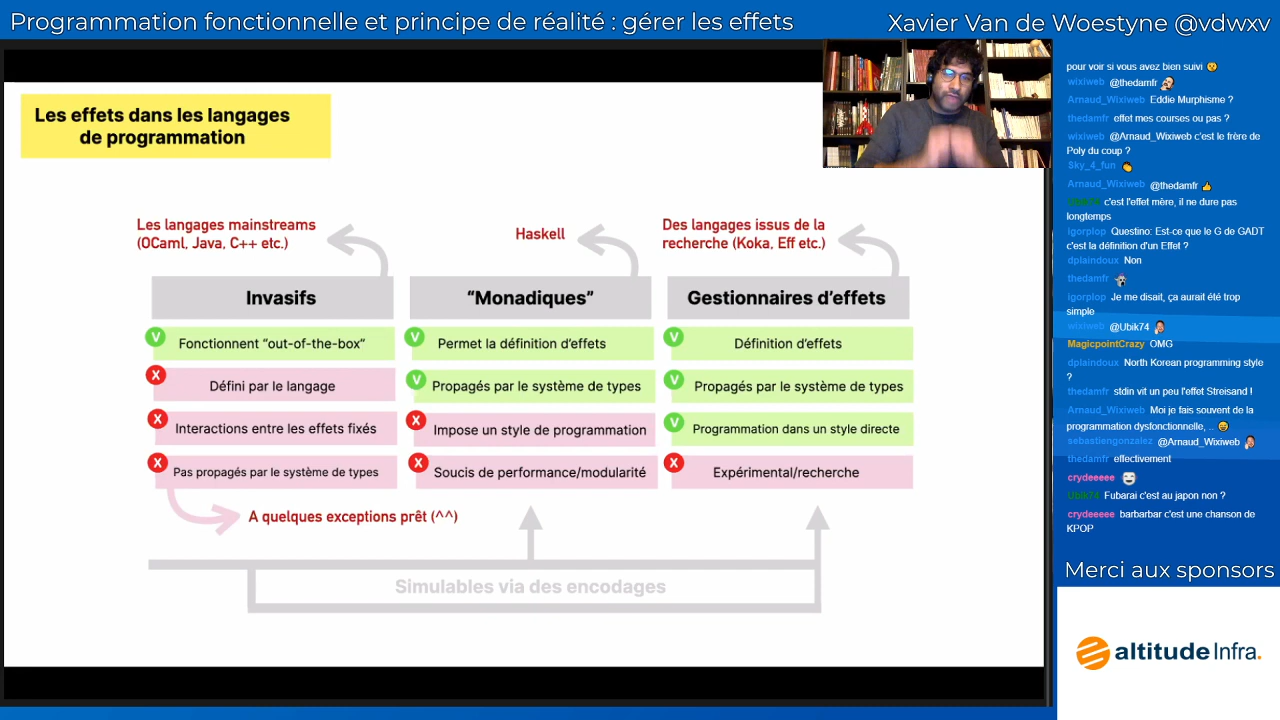 Programmation fonctionnelle et principe de réalité : gérer les effets
Xavier Van de Woestyne @vdwxv
Les effets dans les langages
de programmation
Les langages mainstreams
(OCaml, Java, C++ etc.)
Haskell
Des langages issus de la
recherche (Koka, Eff etc.)
Invasifs
“Monadiques”
Gestionnaires d’effets
V Fonctionnent “out-of-the-box”
V Permet la définition d’effets
V Définition d’effets
X Défini par le langage
V Propagés par le système de types
V Propagés par le système de types
X Interactions entre les effets fixés
X Impose un style de programmation
V Programmation dans un style directe
X Pas propagés par le système de types
X Soucis de performance/modularité
X Expérimental/recherche
A quelques exceptions prêt (^^)
Simulables via des encodages
pour voir si vous avez bien suivi
wixiweb @thedamfr
Arnaud_Wixiweb Eddie Murphisme ?
thedamfr effet mes courses ou pas ?
wixiweb @Arnaud_Wixiweb c'est le frère de
Poly du coup ?
Sky_4_fun
Arnaud_Wixiweb @thedamfr
Ubik74 c'est l'effet mère, il ne dure pas
longtemps
lgorplop Questino: Est-ce que le G de GADT
c'est la définition d'un Effet ?
dplaindoux Non
thedamfr
lgorplop Je me disait, ça aurait été trop
simple
wixiweb @Ubik74
MagicpointCrazy OMG
dplaindoux North Korean programming style
?
thedamfr stdin vit un peu l'effet Streisand !
Arnaud_Wixiweb Moi je fais souvent de la
programmation dysfonctionnelle, ..
sebastiengonzalez @Arnaud_Wixiweb
thedamfr effectivement
crydeeeee
Ubik74 Fubarai c'est au japon non ?
crydeeeee barbarbar c'est une chanson de
KPOP
Merci aux sponsors
altitudeInfra.